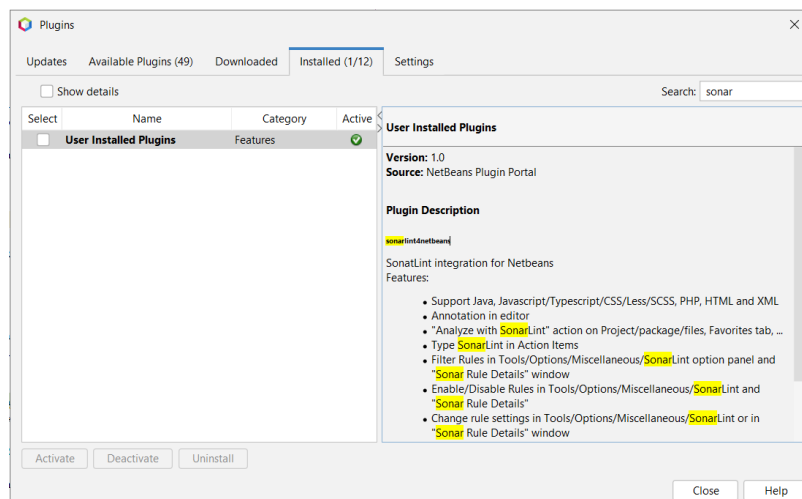 Plugins
Updates Available Plugins (49) Downloaded Installed (1/12) Settings
Show details Search: sonar
Select Name Category Active
User Installed Plugins Features
User Installed Plugins
Version: 1.0
Source: NetBeans Plugin Portal
Plugin Description
sonarlint4netbeans
SonatLint integration for Netbeans
Features:
• Support Java, Javascript/Typescript/CSS/Less/SCSS, PHP, HTML and XML
• Annotation in editor
• "Analyze with SonarLint" action on Project/package/files, Favorites tab, ...
• Type SonarLint in Action Items
• Filter Rules in Tools/Options/Miscellaneous/SonarLint option panel and
"Sonar Rule Details" window
• Enable/Disable Rules in Tools/Options/Miscellaneous/SonarLint and
"Sonar Rule Details"
• Change rule settings in Tools/Options/Miscellaneous/SonarLint or in
"Sonar Rule Details" window
Activate Deactivate Uninstall
Close Help